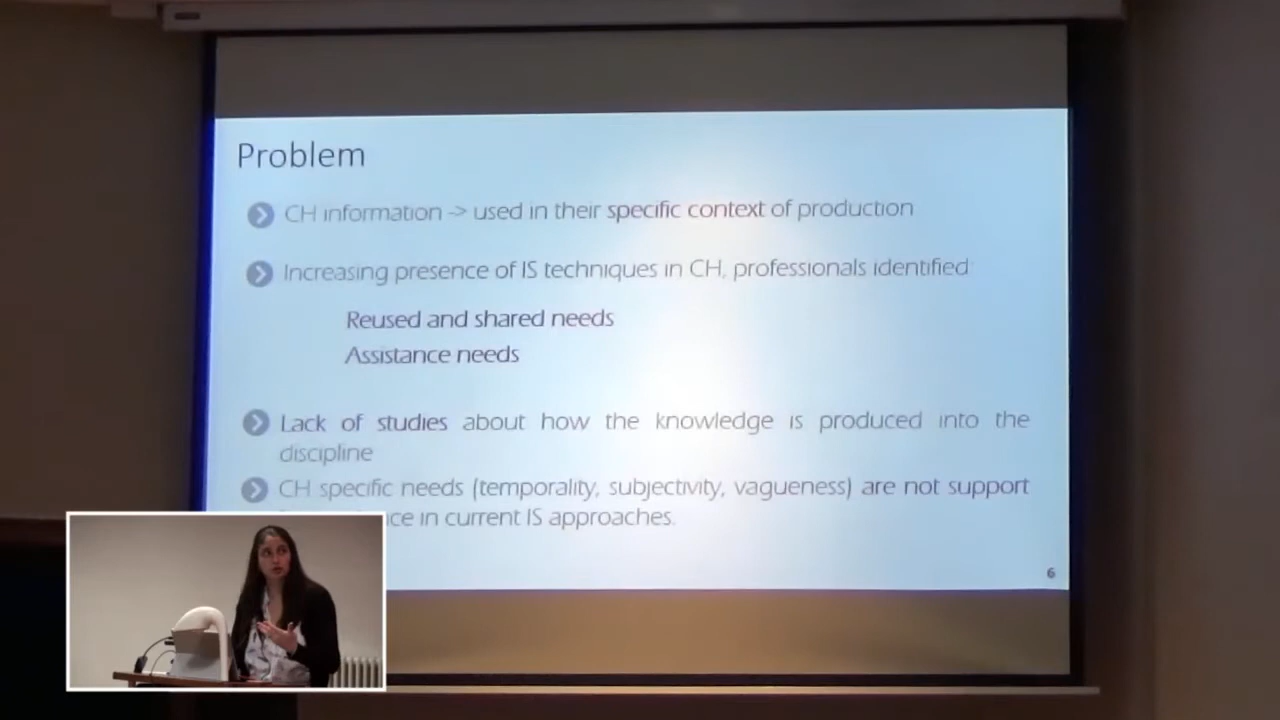 Problem
CH information -> used in their specific context of production
Increasing presence of IS techniques in CH, professionals identified
Reused and shared needs
Assistance needs
Lack of studies about how the knowledge is produced into the
discipline
CH specific needs (temporality, subjectivity, vagueness) are not support
in current IS approaches.
6